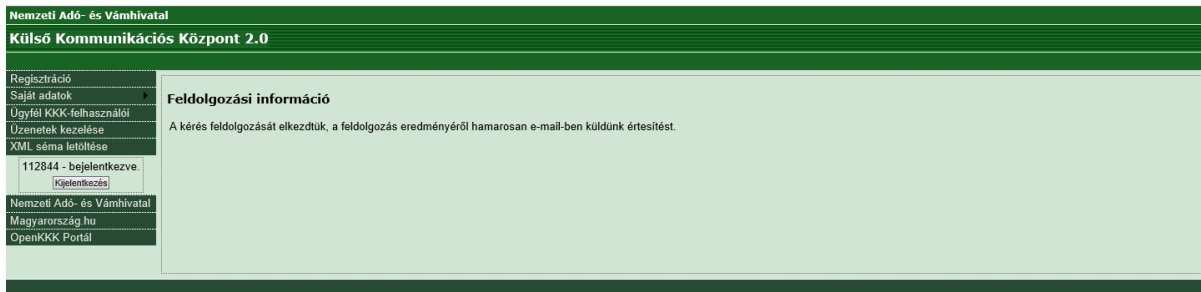 Nemzeti Adó- és Vámhivatal
Külső Kommunikációs Központ 2.0
Regisztráció
Saját adatok
Ügyfél KKK-felhasználói
Üzenetek kezelése
XML séma letöltése
112844 - bejelentkezve.
Kijelentkezés
Nemzeti Adó- és Vámhivatal
Magyarország.hu
OpenKKK Portál
Feldolgozási információ
A kérés feldolgozását elkezdtük, a feldolgozás eredményéről hamarosan e-mail-ben küldünk értesítést.